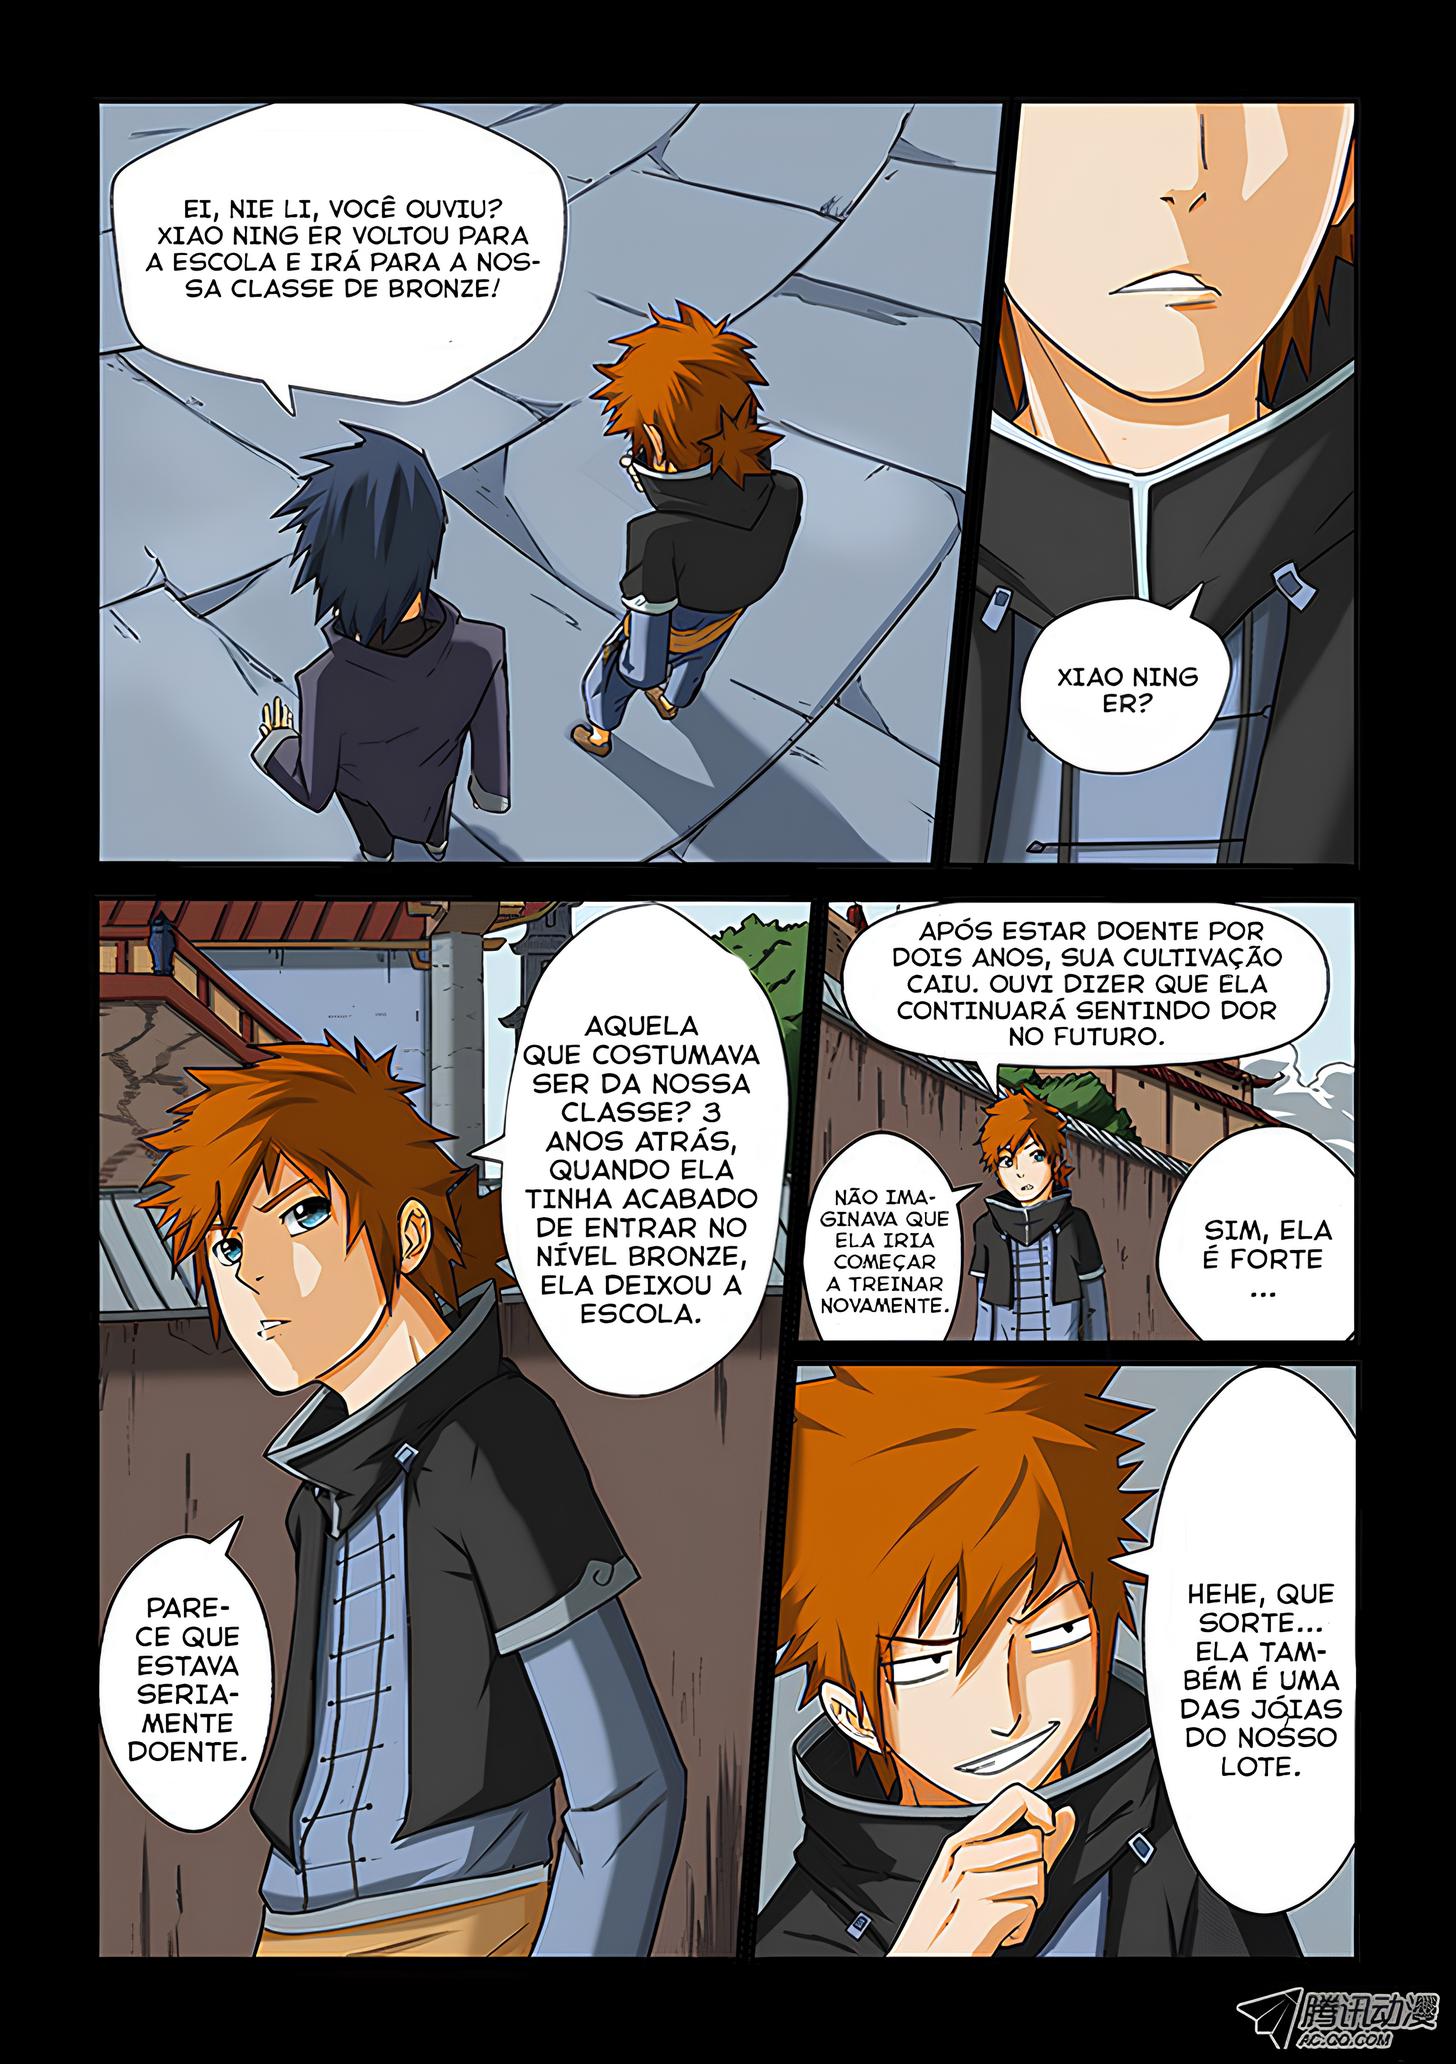 EI, NIE LI, VOCÊ OUVIU?
XIAO NING ER VOLTOU PARA
A ESCOLA E IRÁ PARA A NOS-
SA CLASSE DE BRONZE!
XIAO NING
ER?
AQUELA
QUE COSTUMAVA
SER DA NOSSA
CLASSE? 3
ANOS ATRÁS,
QUANDO ELA
TINHA ACABADO
DE ENTRAR NO
NÍVEL BRONZE,
ELA DEIXOU A
ESCOLA.
PARE-
CE QUE
ESTAVA
SERIA-
MENTE
DOENTE.
APÓS ESTAR DOENTE POR
DOIS ANOS, SUA CULTIVAÇÃO
CAIU. OUVI DIZER QUE ELA
CONTINUARÁ SENTINDO DOR
NO FUTURO.
NÃO IMA-
GINAVA QUE
ELA IRIA
COMEÇAR
A TREINAR
NOVAMENTE.
SIM, ELA
É FORTE
...
HEHE, QUE
SORTE...
ELA TAM-
BÉM É UMA
DAS JÓIAS
DO NOSSO
LOTE.
腾讯动漫
AC.QQ.COM